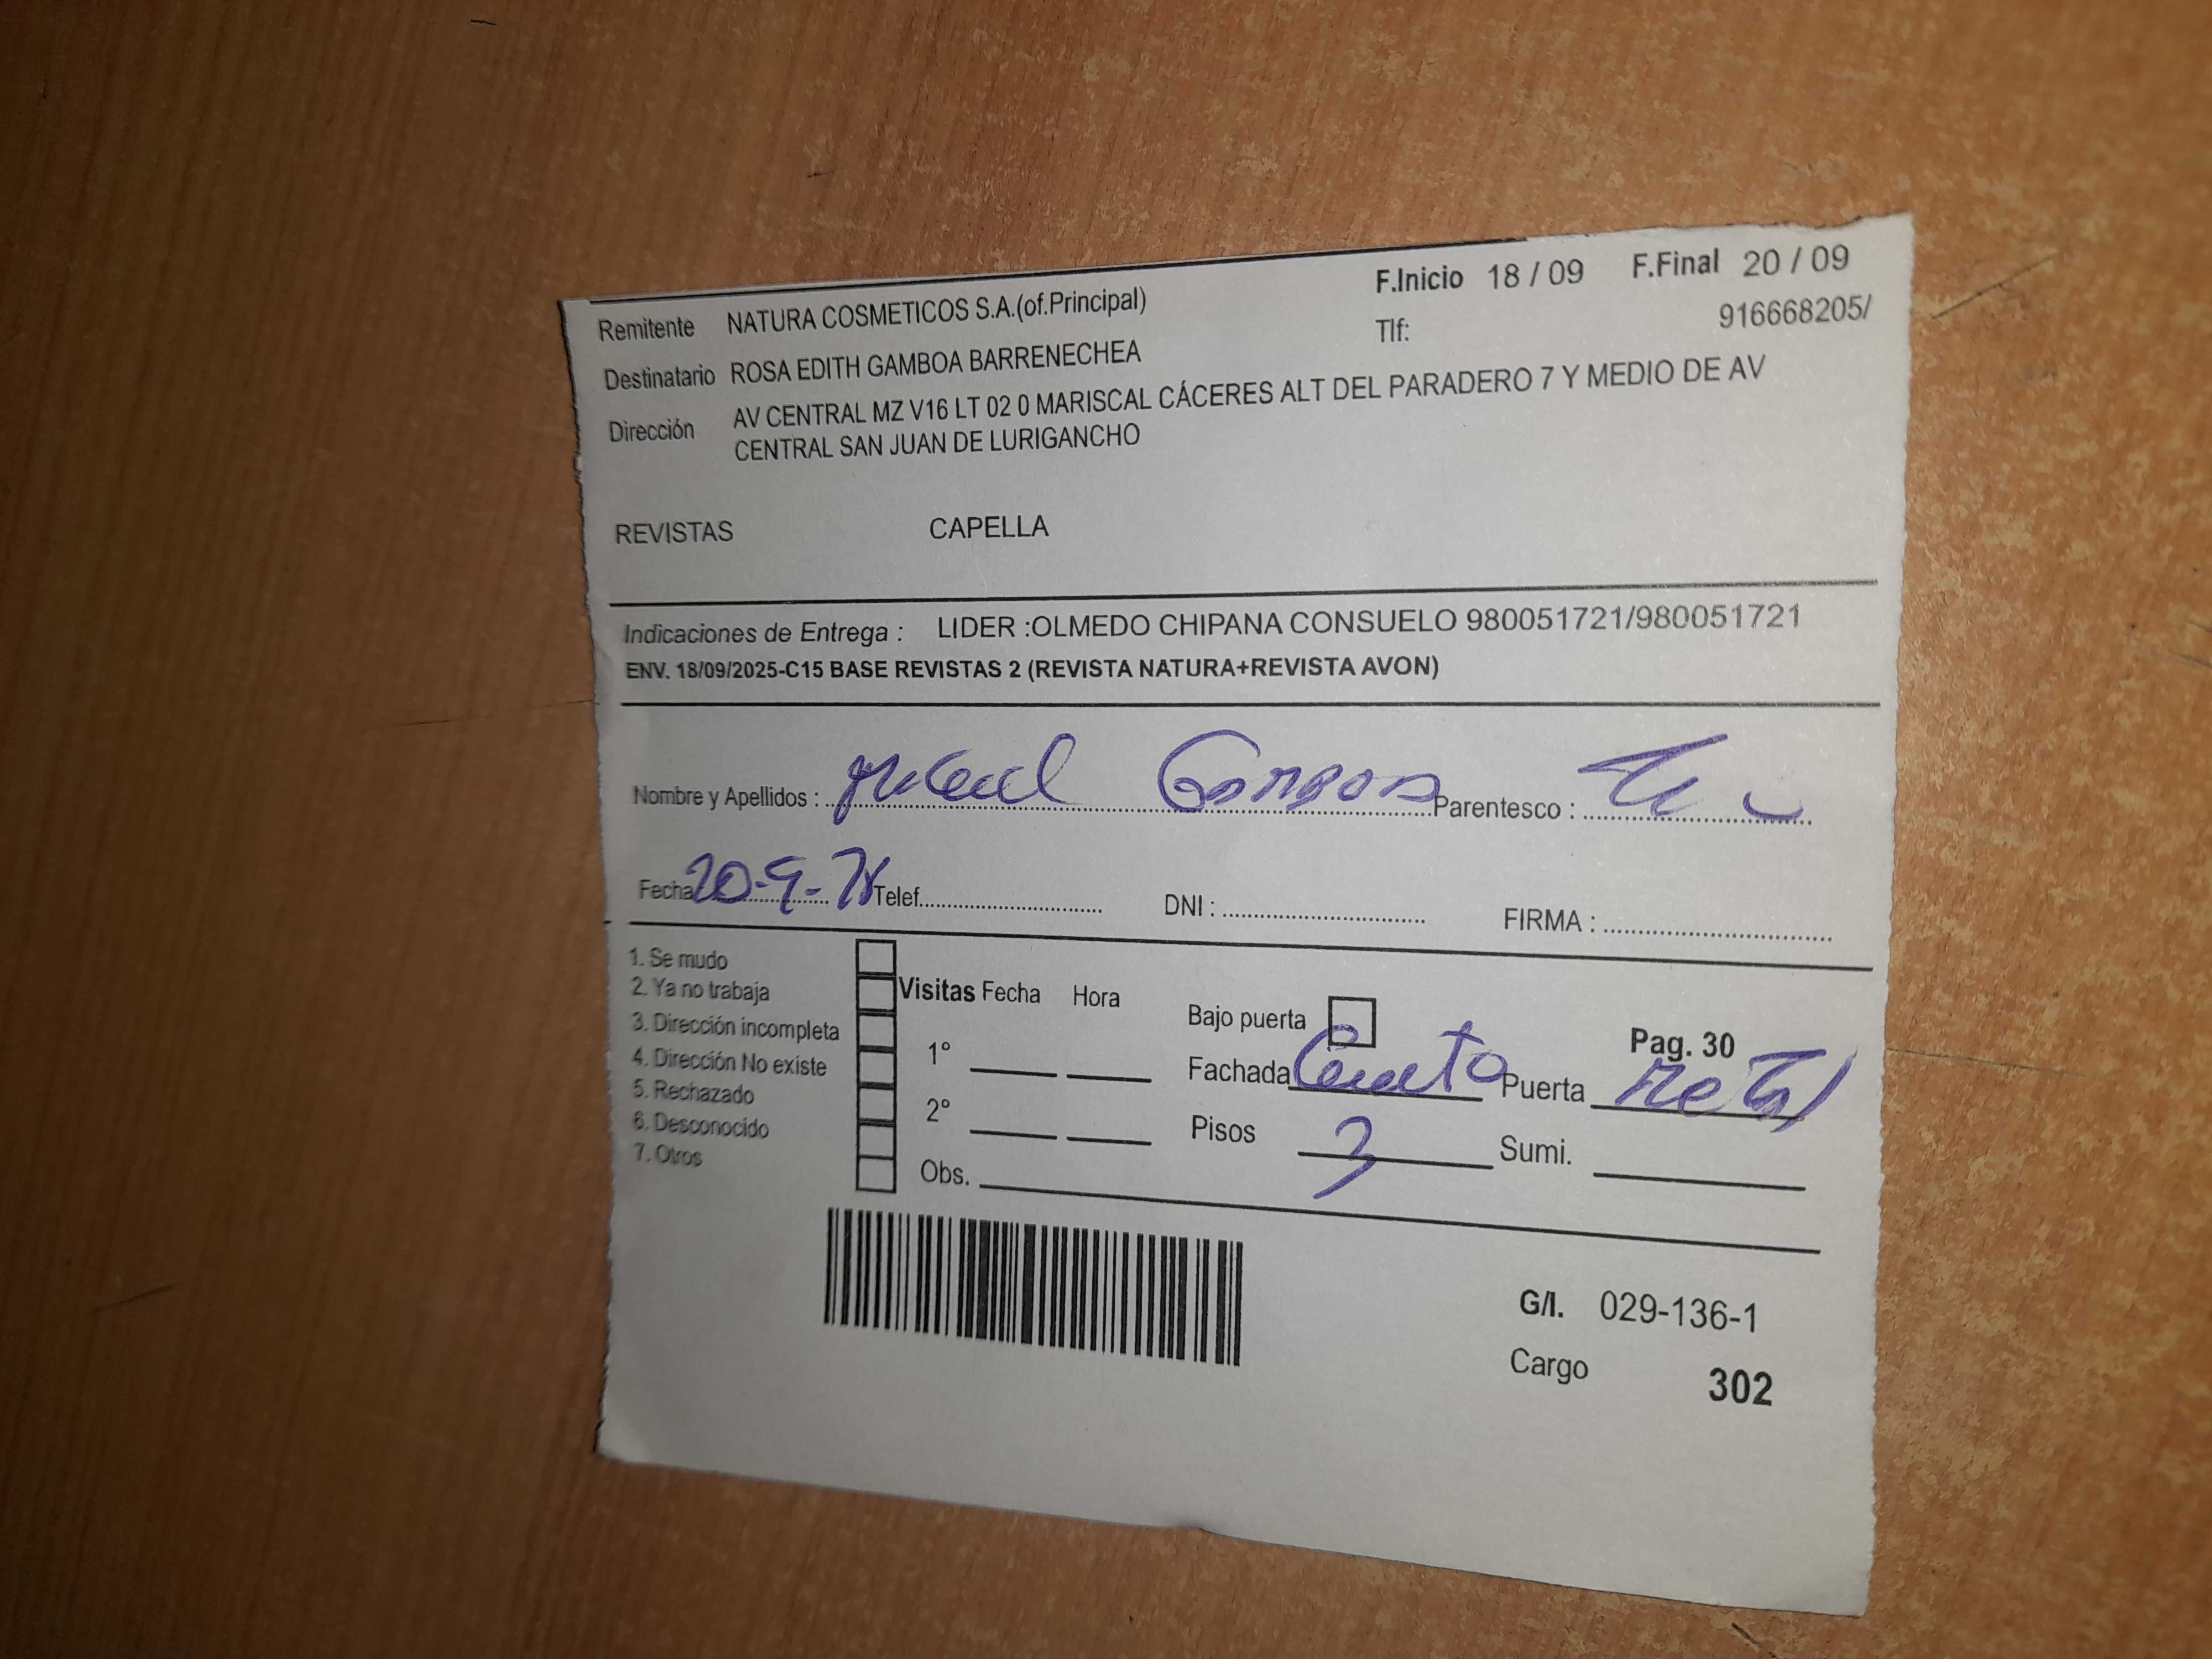 F.Inicio 18 / 09 F.Final 20 / 09
Remitente NATURA COSMETICOS S.A.(of.Principal)
Tlf: 916668205/
Destinatario ROSA EDITH GAMBOA BARRENECHEA
Dirección AV CENTRAL MZ V16 LT 02 0 MARISCAL CÁCERES ALT DEL PARADERO 7 Y MEDIO DE AV
CENTRAL SAN JUAN DE LURIGANCHO
REVISTAS CAPELLA
Indicaciones de Entrega : LIDER :OLMEDO CHIPANA CONSUELO 980051721/980051721
ENV. 18/09/2025-C15 BASE REVISTAS 2 (REVISTA NATURA+REVISTA AVON)
Nombre y Apellidos : Gamboa Parentesco :
Fecha 20-9- Telef. DNI : FIRMA :
1. Se mudo
2. Ya no trabaja
3. Dirección incompleta
4. Dirección No existe
5. Rechazado
6. Desconocido
7. Otros
Visitas Fecha Hora
1°
2°
Obs.
Bajo puerta
Pag. 30
Fachada Puerta Metal
Pisos 3 Sumi.
G/I. 029-136-1
Cargo 302